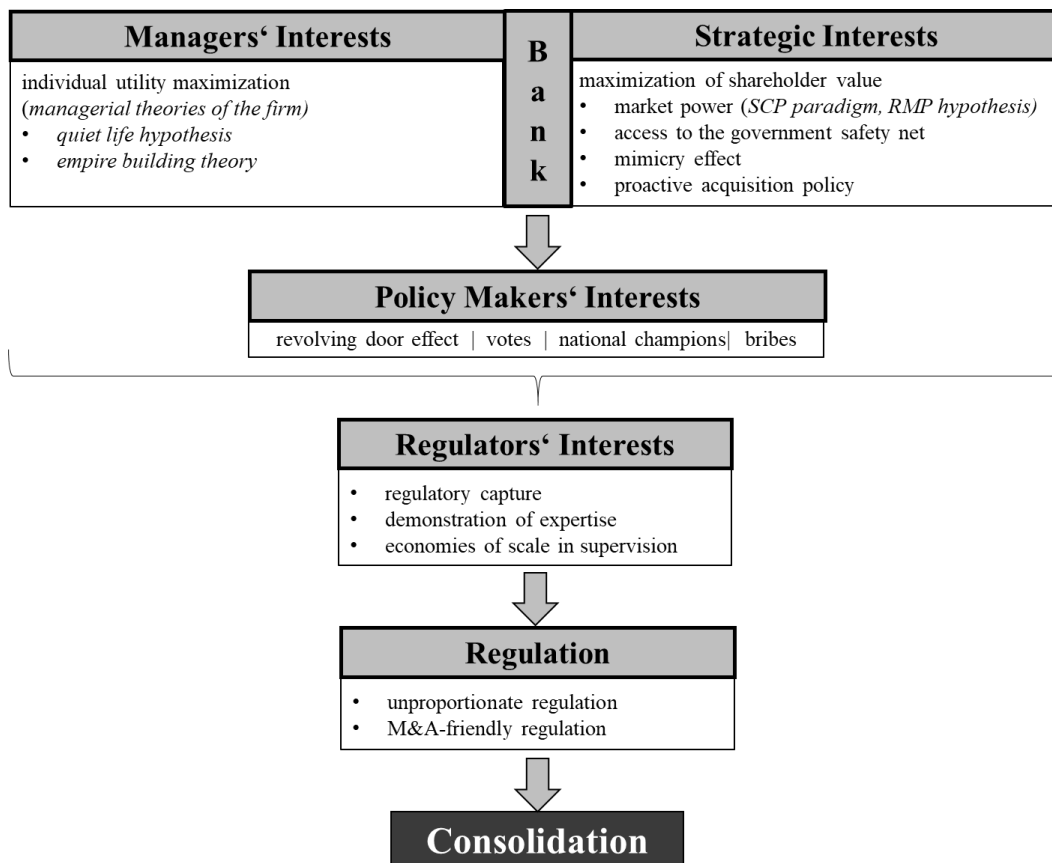 Managers‘ Interests
individual utility maximization
(managerial theories of the firm)
• quiet life hypothesis
• empire building theory
Bank
Strategic Interests
maximization of shareholder value
• market power (SCP paradigm, RMP hypothesis)
• access to the government safety net
• mimicry effect
• proactive acquisition policy
Policy Makers‘ Interests
revolving door effect | votes | national champions| bribes
Regulators‘ Interests
• regulatory capture
• demonstration of expertise
• economies of scale in supervision
Regulation
• unproportionate regulation
• M&A-friendly regulation
Consolidation